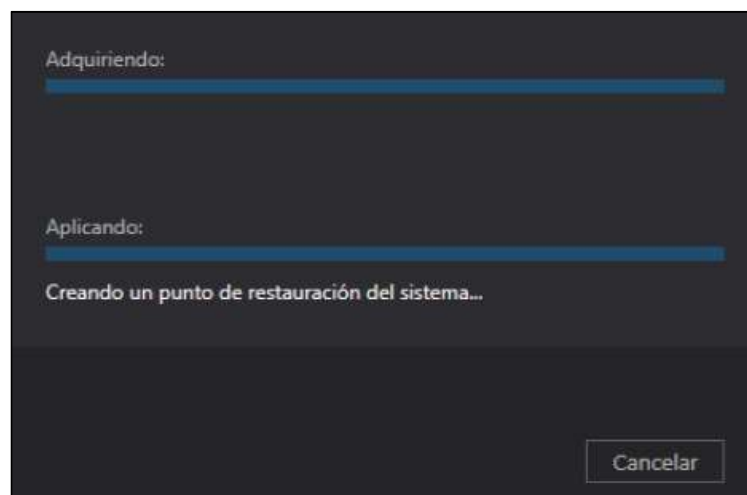 Adquiriendo:
Aplicando:
Creando un punto de restauración del sistema...
Cancelar